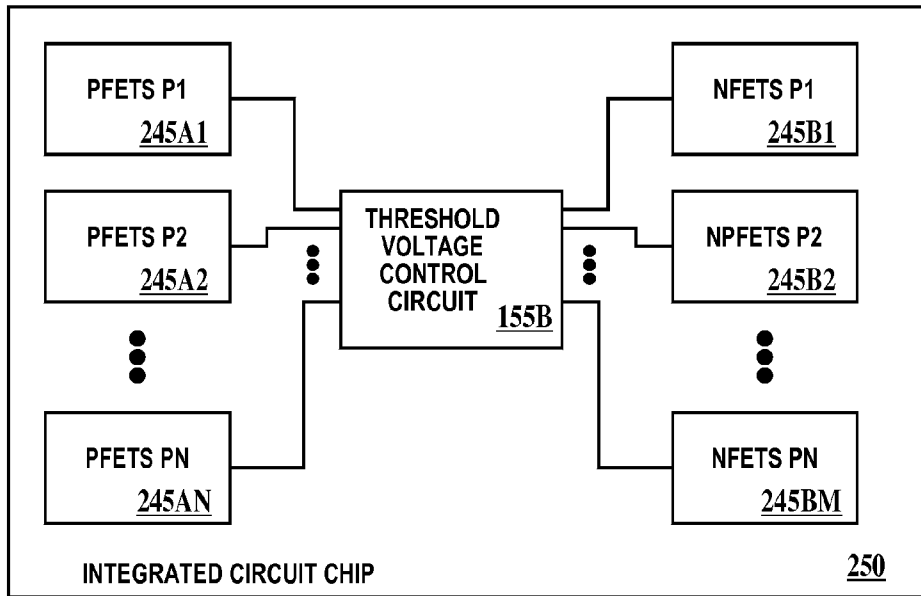 PFETS P1
245A1
PFETS P2
245A2
PFETS PN
245AN
THRESHOLD
VOLTAGE
CONTROL
CIRCUIT
155B
NFETS P1
245B1
NPFETS P2
245B2
NFETS PN
245BM
INTEGRATED CIRCUIT CHIP
250